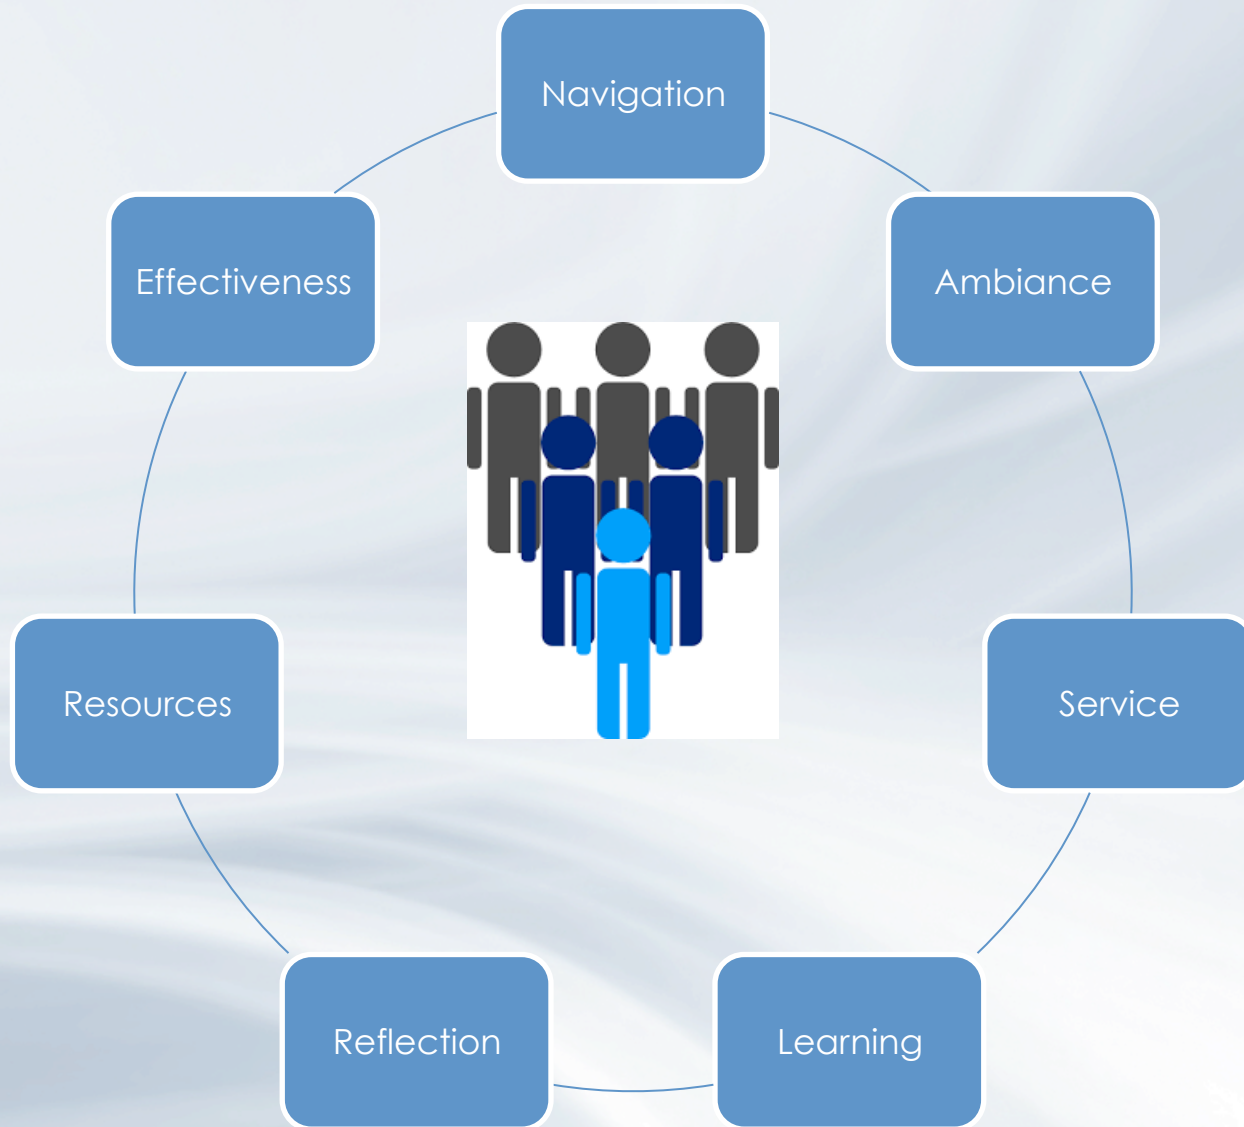 Navigation
Ambiance
Service
Learning
Reflection
Resources
Effectiveness